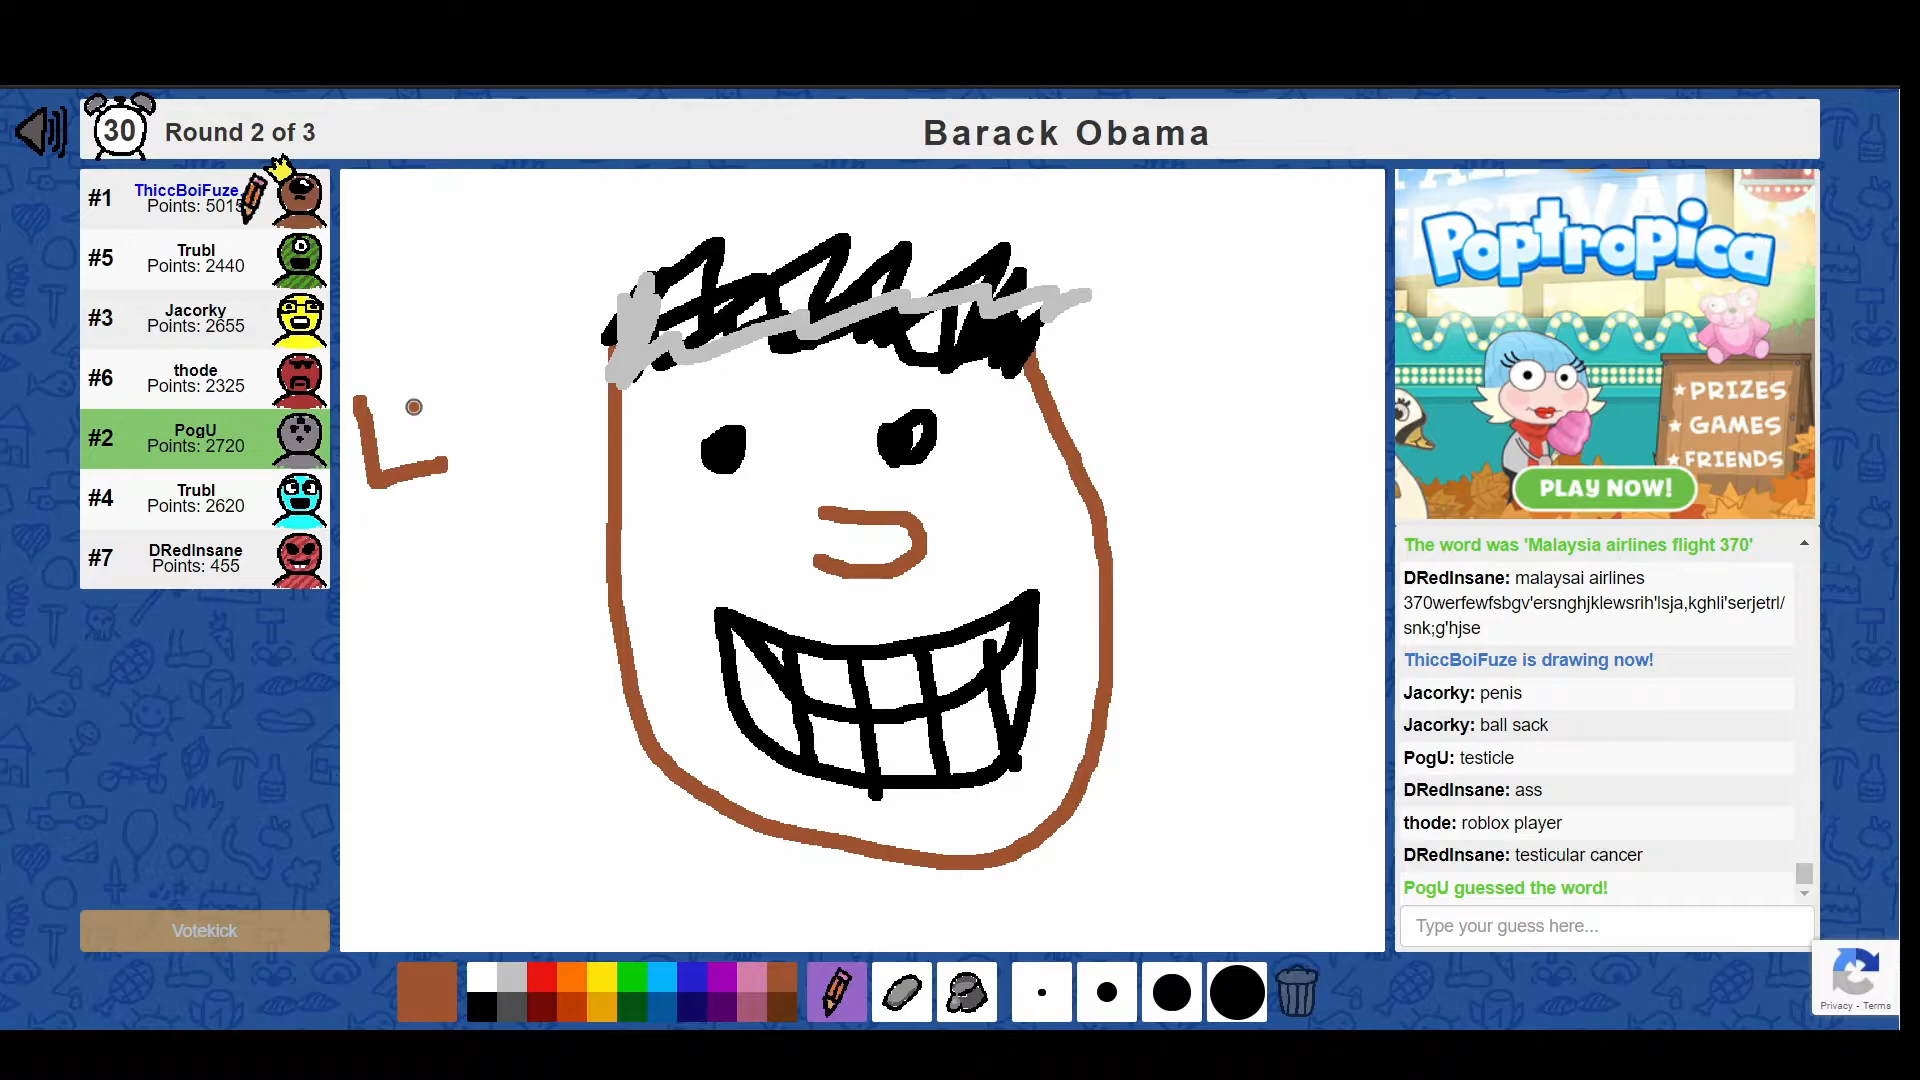 30
Round 2 of 3
Barack Obama
#1
ThiccBoiFuze
Points: 5015
#5
Trubl
Points: 2440
#3
Jacorky
Points: 2655
#6
thode
Points: 2325
#2
PogU
Points: 2720
#4
Trubl
Points: 2620
#7
DRedInsane
Points: 455
Votekick
Poptropica
★ PRIZES
★ GAMES
★ FRIENDS
PLAY NOW!
The word was 'Malaysia airlines flight 370'
DRedInsane: malaysai airlines
370werfewfsbgv'ersnghjklewsrih'lsja,kghli'serjetrl/
snk;g'hjse
ThiccBoiFuze is drawing now!
Jacorky: penis
Jacorky: ball sack
PogU: testicle
DRedInsane: ass
thode: roblox player
DRedInsane: testicular cancer
PogU guessed the word!
Type your guess here...
Privacy - Terms